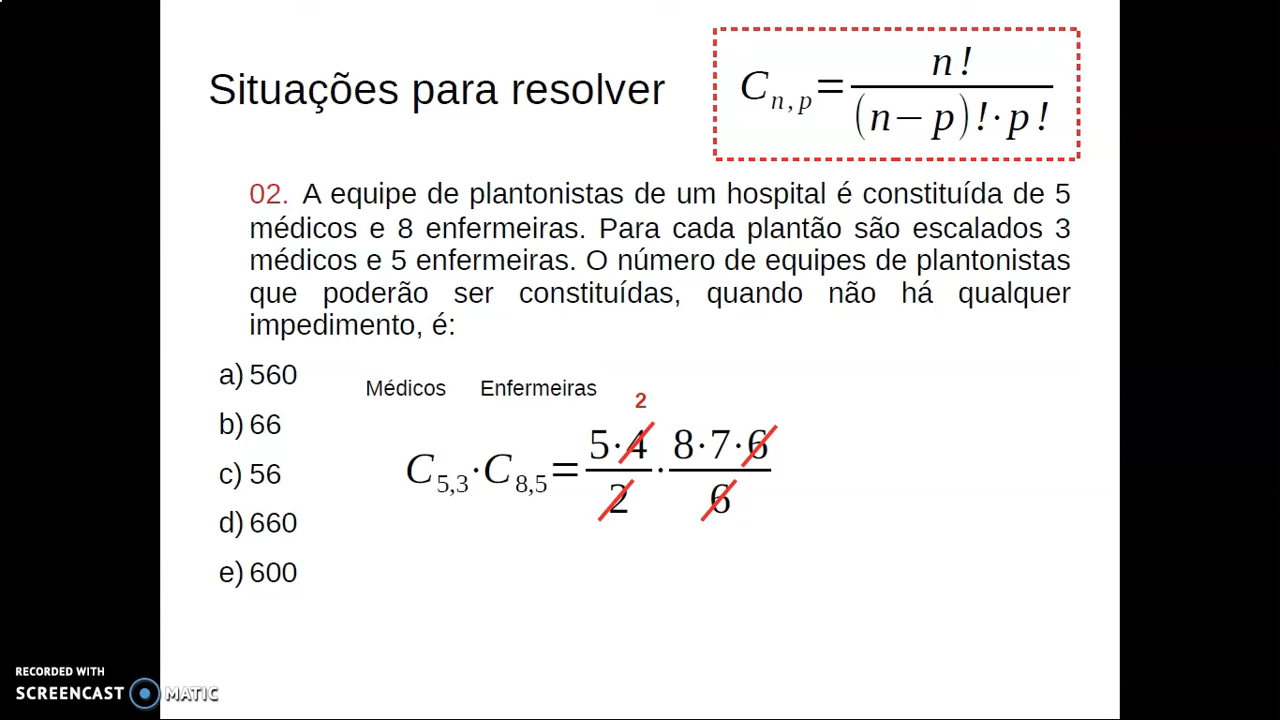 Situações para resolver
C n,p = n! / (n−p)!·p!
02. A equipe de plantonistas de um hospital é constituída de 5
médicos e 8 enfermeiras. Para cada plantão são escalados 3
médicos e 5 enfermeiras. O número de equipes de plantonistas
que poderão ser constituídas, quando não há qualquer
impedimento, é:
a) 560
b) 66
c) 56
d) 660
e) 600
Médicos Enfermeiras
2
C 5,3 · C 8,5 = 5·4 / 2 · 8·7·6 / 6
RECORDED WITH
SCREENCAST MATIC